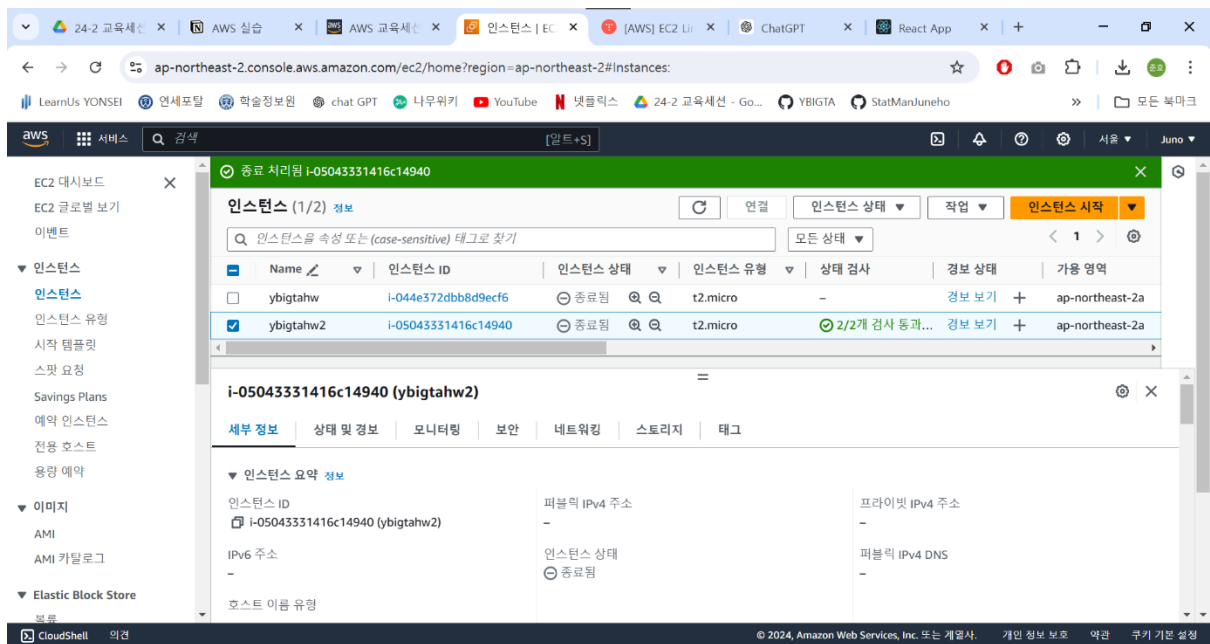 24-2 교육세션
AWS 실습
AWS 교육세션
인스턴스 | EC
[AWS] EC2 Lin
ChatGPT
React App
ap-northeast-2.console.aws.amazon.com/ec2/home?region=ap-northeast-2#Instances:
준호
LearnUs YONSEI
연세포탈
학술정보원
chat GPT
나무위키
YouTube
넷플릭스
24-2 교육세션 - Go...
YBIGTA
StatManJuneho
모든 북마크
aws
서비스
검색
[알트+S]
서울 ▼
Juno ▼
EC2 대시보드
EC2 글로벌 보기
이벤트
▼ 인스턴스
인스턴스
인스턴스 유형
시작 템플릿
스팟 요청
Savings Plans
예약 인스턴스
전용 호스트
용량 예약
▼ 이미지
AMI
AMI 카탈로그
▼ Elastic Block Store
볼륨
종료 처리됨 i-05043331416c14940
인스턴스 (1/2) 정보
연결
인스턴스 상태 ▼
작업 ▼
인스턴스 시작 ▼
인스턴스을 속성 또는 (case-sensitive) 태그로 찾기
모든 상태 ▼
< 1 >
Name 인스턴스 ID 인스턴스 상태 인스턴스 유형 상태 검사 경보 상태 가용 영역
ybigtahw i-044e372dbb8d9ecf6 종료됨 t2.micro – 경보 보기 + ap-northeast-2a
ybigtahw2 i-05043331416c14940 종료됨 t2.micro 2/2개 검사 통과... 경보 보기 + ap-northeast-2a
i-05043331416c14940 (ybigtahw2)
세부 정보 상태 및 경보 모니터링 보안 네트워킹 스토리지 태그
▼ 인스턴스 요약 정보
인스턴스 ID
i-05043331416c14940 (ybigtahw2)
퍼블릭 IPv4 주소
–
프라이빗 IPv4 주소
–
IPv6 주소
–
인스턴스 상태
종료됨
퍼블릭 IPv4 DNS
–
호스트 이름 유형
CloudShell
의견
© 2024, Amazon Web Services, Inc. 또는 계열사.
개인 정보 보호
약관
쿠키 기본 설정